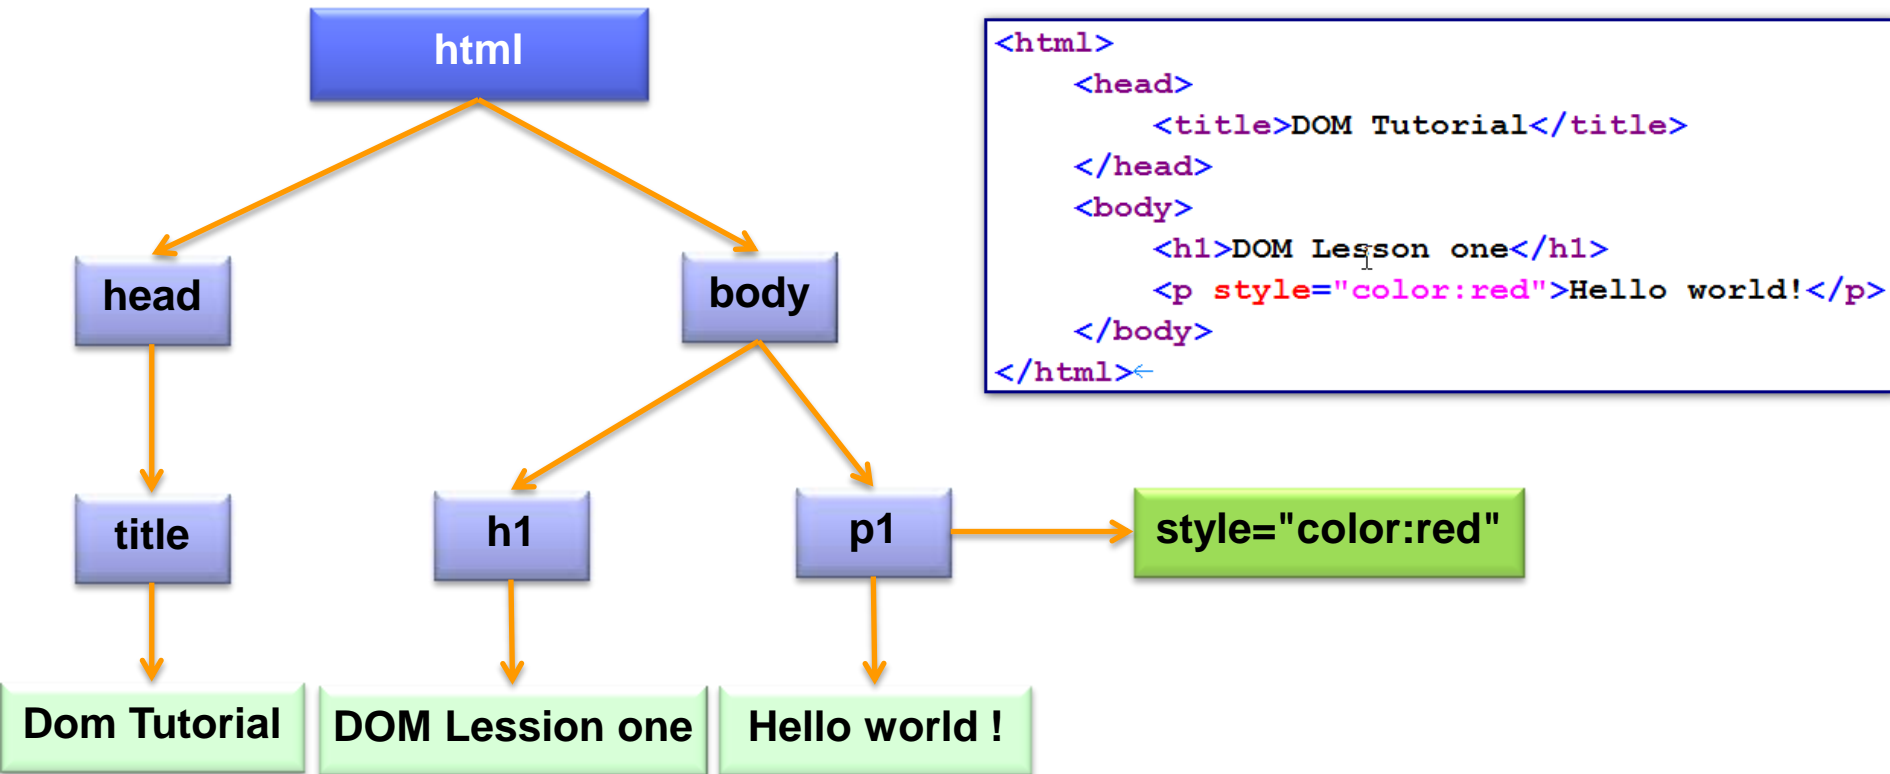 html
head
body
title
h1
p1
style="color:red"
Dom Tutorial
DOM Lession one
Hello world !
<html>
    <head>
        <title>DOM Tutorial</title>
    </head>
    <body>
        <h1>DOM Lesson one</h1>
        <p style="color:red">Hello world!</p>
    </body>
</html>←